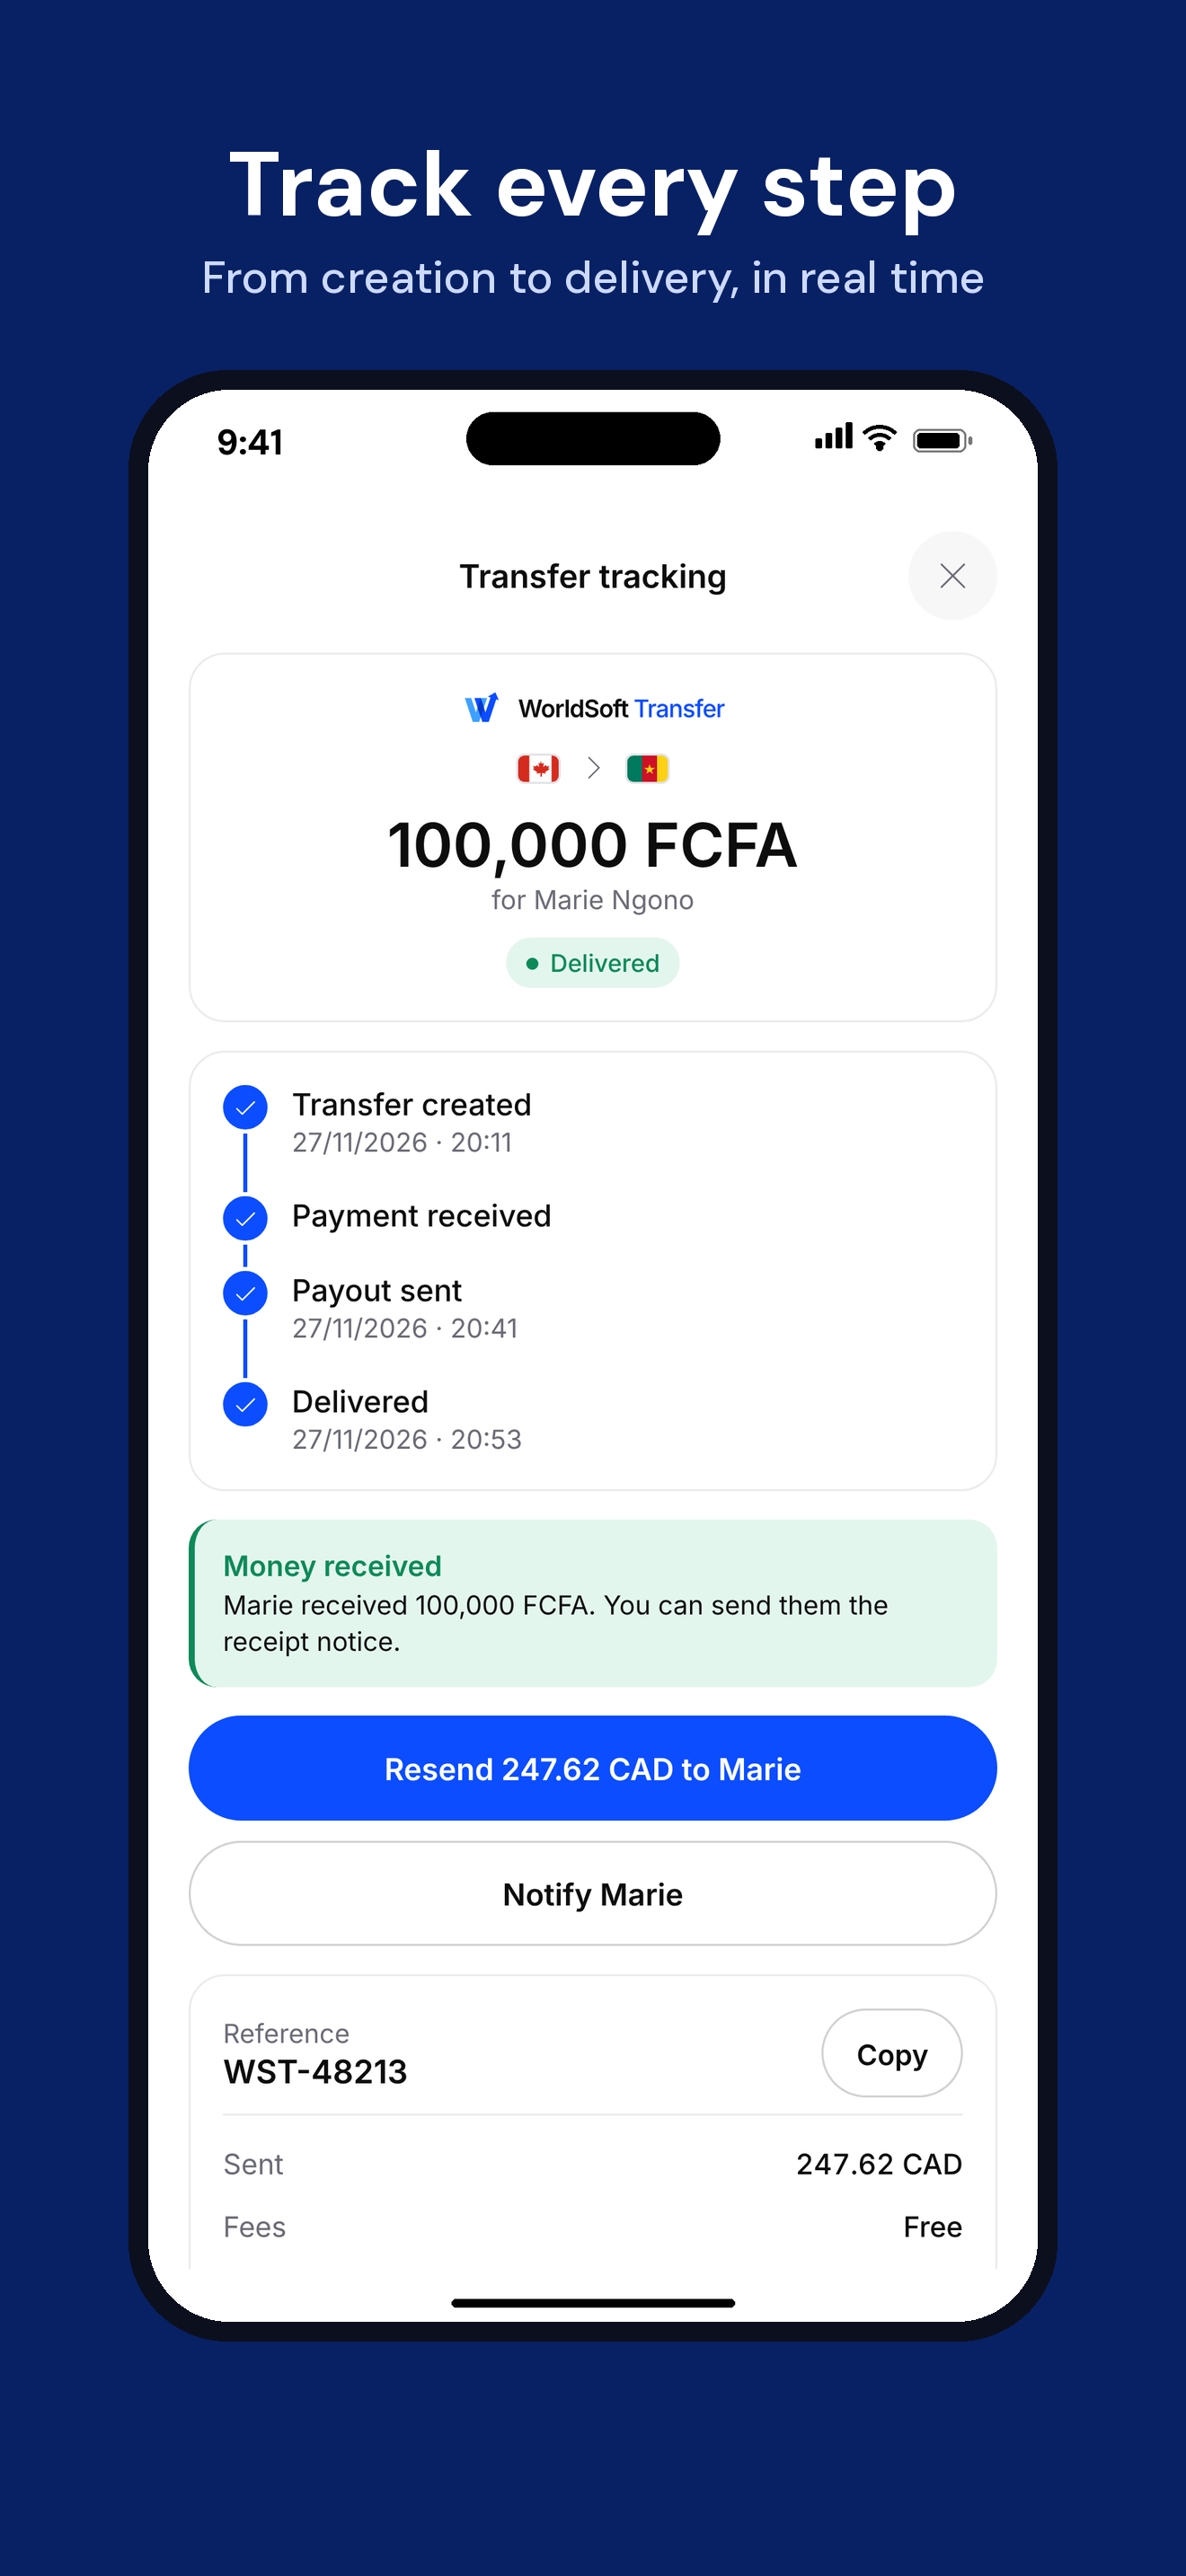 Track every step
From creation to delivery, in real time
9:41
Transfer tracking
WorldSoft Transfer
100,000 FCFA
for Marie Ngono
Delivered
Transfer created
27/11/2026 · 20:11
Payment received
Payout sent
27/11/2026 · 20:41
Delivered
27/11/2026 · 20:53
Money received
Marie received 100,000 FCFA. You can send them the
receipt notice.
Resend 247.62 CAD to Marie
Notify Marie
Reference
WST-48213
Copy
Sent 247.62 CAD
Fees Free